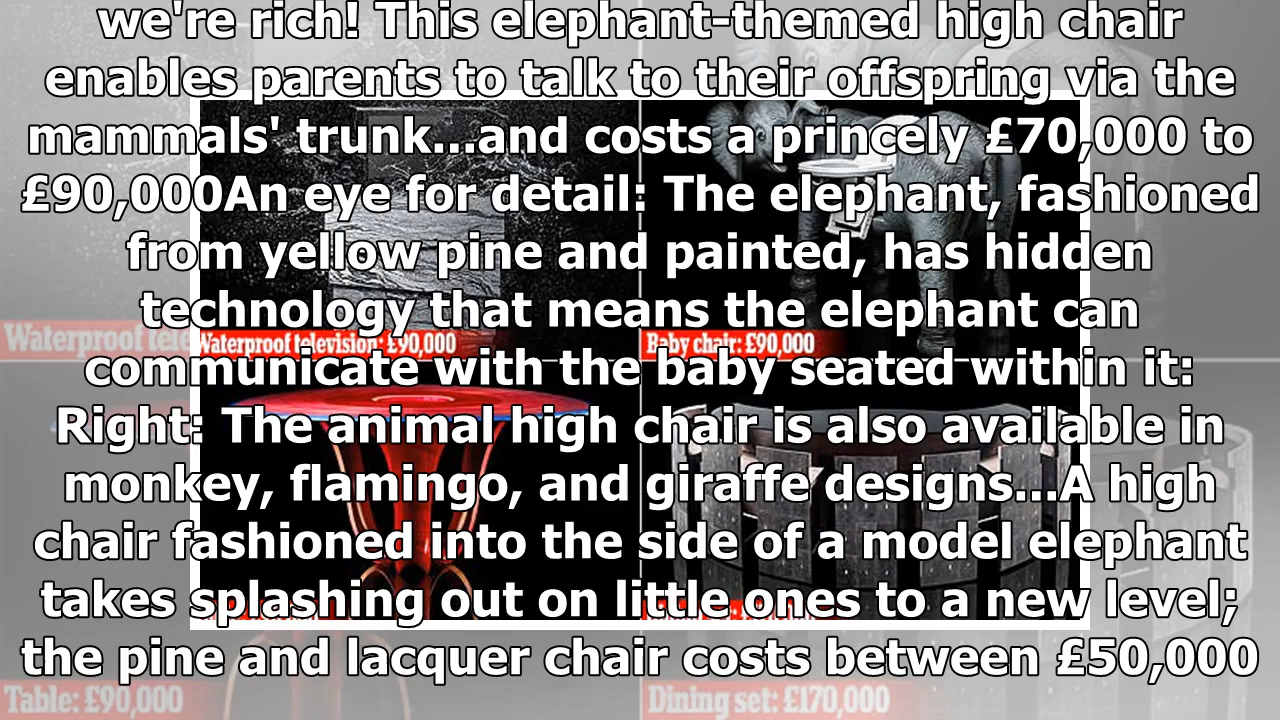 we're rich! This elephant-themed high chair
enables parents to talk to their offspring via the
mammals' trunk...and costs a princely £70,000 to
£90,000An eye for detail: The elephant, fashioned
from yellow pine and painted, has hidden
technology that means the elephant can
Waterproof tele
Waterproof television: £90,000
Baby chair: £90,000
communicate with the baby seated within it:
Right: The animal high chair is also available in
monkey, flamingo, and giraffe designs...A high
chair fashioned into the side of a model elephant
takes splashing out on little ones to a new level;
the pine and lacquer chair costs between £50,000
Table: £90,000
Dining set: £170,000